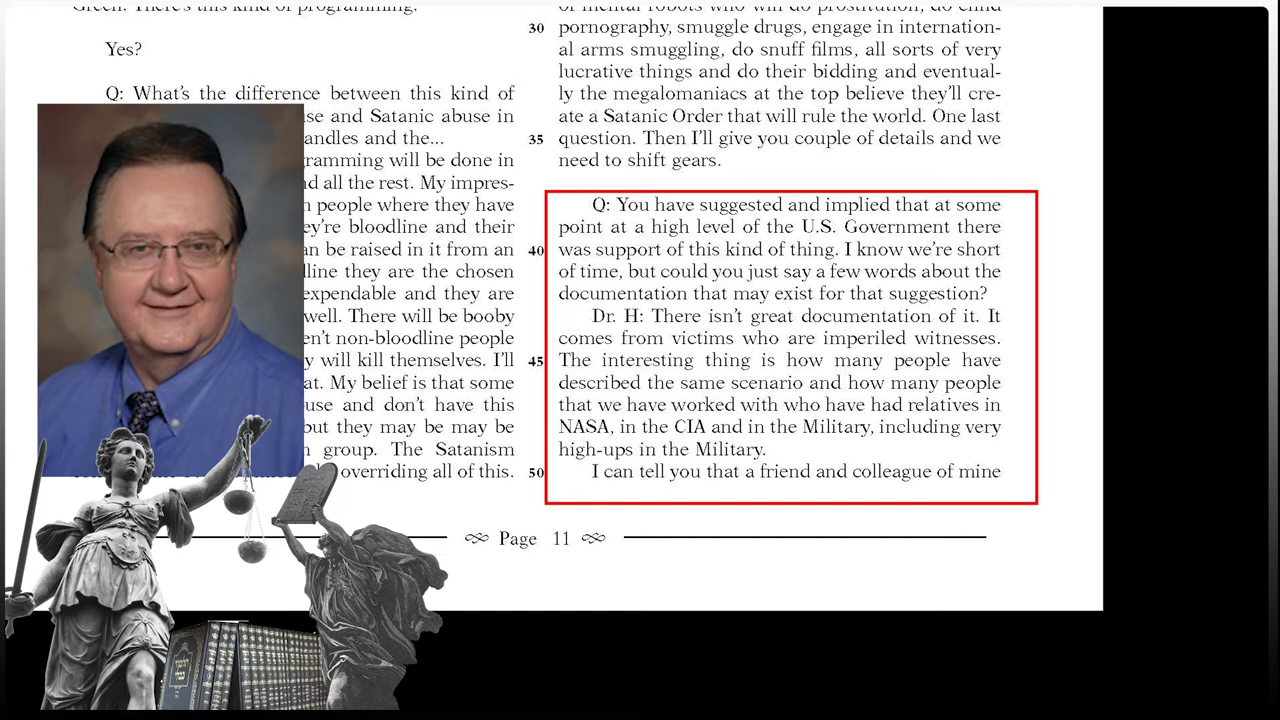 Green. There's this kind of programming.
Yes?
Q: What's the difference between this kind of
use and Satanic abuse in
andles and the...
gramming will be done in
nd all the rest. My impres-
n people where they have
ey're bloodline and their
an be raised in it from an
lline they are the chosen
expendable and they are
well. There will be booby
en't non-bloodline people
y will kill themselves. I'll
at. My belief is that some
ouse and don't have this
but they may be may be
n group. The Satanism
overriding all of this.
of mental robots who will do prostitution, do child
30 pornography, smuggle drugs, engage in internation-
al arms smuggling, do snuff films, all sorts of very
lucrative things and do their bidding and eventual-
ly the megalomaniacs at the top believe they'll cre-
ate a Satanic Order that will rule the world. One last
35 question. Then I'll give you couple of details and we
need to shift gears.
Q: You have suggested and implied that at some
point at a high level of the U.S. Government there
40 was support of this kind of thing. I know we're short
of time, but could you just say a few words about the
documentation that may exist for that suggestion?
Dr. H: There isn't great documentation of it. It
comes from victims who are imperiled witnesses.
45 The interesting thing is how many people have
described the same scenario and how many people
that we have worked with who have had relatives in
NASA, in the CIA and in the Military, including very
high-ups in the Military.
50 I can tell you that a friend and colleague of mine
Page 11